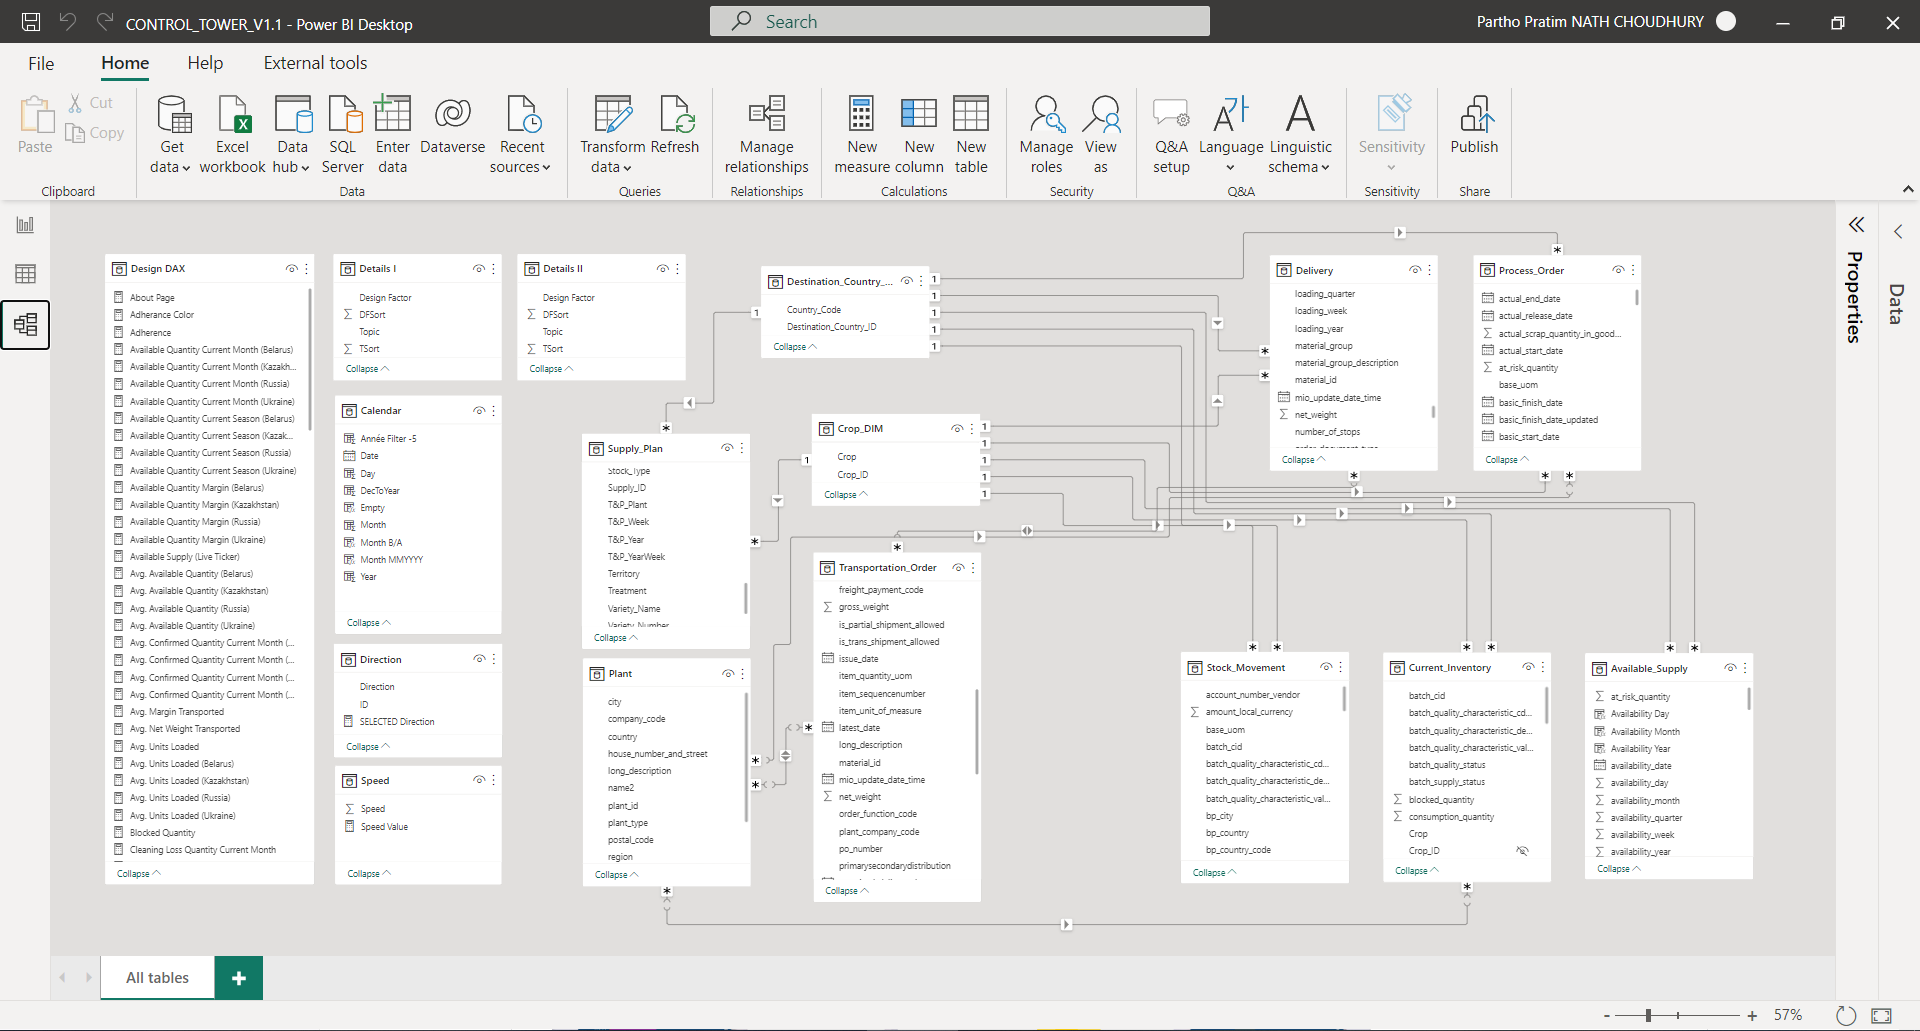 CONTROL_TOWER_V1.1 - Power BI Desktop
Search
Partho Pratim NATH CHOUDHURY
File
Home
Help
External tools
Paste
Cut
Copy
Clipboard
Get data
Excel workbook
Data hub
SQL Server
Enter data
Dataverse
Recent sources
Data
Transform data
Refresh
Queries
Manage relationships
Relationships
New measure
New column
New table
Calculations
Manage roles
View as
Security
Q&A setup
Language
Linguistic schema
Q&A
Sensitivity
Sensitivity
Publish
Share
Design DAX
About Page
Adherance Color
Adherence
Available Quantity Current Month (Belarus)
Available Quantity Current Month (Kazakh...
Available Quantity Current Month (Russia)
Available Quantity Current Month (Ukraine)
Available Quantity Current Season (Belarus)
Available Quantity Current Season (Kazak...
Available Quantity Current Season (Russia)
Available Quantity Current Season (Ukraine)
Available Quantity Margin (Belarus)
Available Quantity Margin (Kazakhstan)
Available Quantity Margin (Russia)
Available Quantity Margin (Ukraine)
Available Supply (Live Ticker)
Avg. Available Quantity (Belarus)
Avg. Available Quantity (Kazakhstan)
Avg. Available Quantity (Russia)
Avg. Available Quantity (Ukraine)
Avg. Confirmed Quantity Current Month (...
Avg. Confirmed Quantity Current Month (...
Avg. Confirmed Quantity Current Month (...
Avg. Confirmed Quantity Current Month (...
Avg. Margin Transported
Avg. Net Weight Transported
Avg. Units Loaded
Avg. Units Loaded (Belarus)
Avg. Units Loaded (Kazakhstan)
Avg. Units Loaded (Russia)
Avg. Units Loaded (Ukraine)
Blocked Quantity
Cleaning Loss Quantity Current Month
Collapse
Details I
Design Factor
DFSort
Topic
TSort
Collapse
Details II
Design Factor
DFSort
Topic
TSort
Collapse
Calendar
Année Filter -5
Date
Day
DecToYear
Empty
Month
Month B/A
Month MMYYYY
Year
Collapse
Direction
Direction
ID
SELECTED Direction
Collapse
Speed
Speed
Speed Value
Collapse
Destination_Country_...
Country_Code
Destination_Country_ID
Collapse
1
1
1
1
1
1
Supply_Plan
Stock_Type
Supply_ID
T&P_Plant
T&P_Week
T&P_Year
T&P_YearWeek
Territory
Treatment
Variety_Name
Variety_Number
Collapse
Crop_DIM
Crop
Crop_ID
Collapse
1
1
1
1
1
1
Plant
city
company_code
country
house_number_and_street
long_description
name2
plant_id
plant_type
postal_code
region
Collapse
Transportation_Order
freight_payment_code
gross_weight
is_partial_shipment_allowed
is_trans_shipment_allowed
issue_date
item_quantity_uom
item_sequencenumber
item_unit_of_measure
latest_date
long_description
material_id
mio_update_date_time
net_weight
order_function_code
plant_company_code
po_number
primarysecondarydistribution
Collapse
Delivery
loading_quarter
loading_week
loading_year
material_group
material_group_description
material_id
mio_update_date_time
net_weight
number_of_stops
Collapse
Process_Order
actual_end_date
actual_release_date
actual_scrap_quantity_in_good...
actual_start_date
at_risk_quantity
base_uom
basic_finish_date
basic_finish_date_updated
basic_start_date
Collapse
Stock_Movement
account_number_vendor
amount_local_currency
base_uom
batch_cid
batch_quality_characteristic_cd...
batch_quality_characteristic_de...
batch_quality_characteristic_val...
bp_city
bp_country
bp_country_code
Collapse
Current_Inventory
batch_cid
batch_quality_characteristic_cd...
batch_quality_characteristic_de...
batch_quality_characteristic_val...
batch_quality_status
batch_supply_status
blocked_quantity
consumption_quantity
Crop
Crop_ID
Collapse
Available_Supply
at_risk_quantity
Availability Day
Availability Month
Availability Year
availability_date
availability_day
availability_month
availability_quarter
availability_week
availability_year
Collapse
Properties
Data
All tables
+
- + 57%